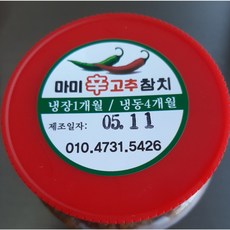 마미辛고추참치
냉장1개월 / 냉동4개월
제조일자: 05.11
010.4731.5426